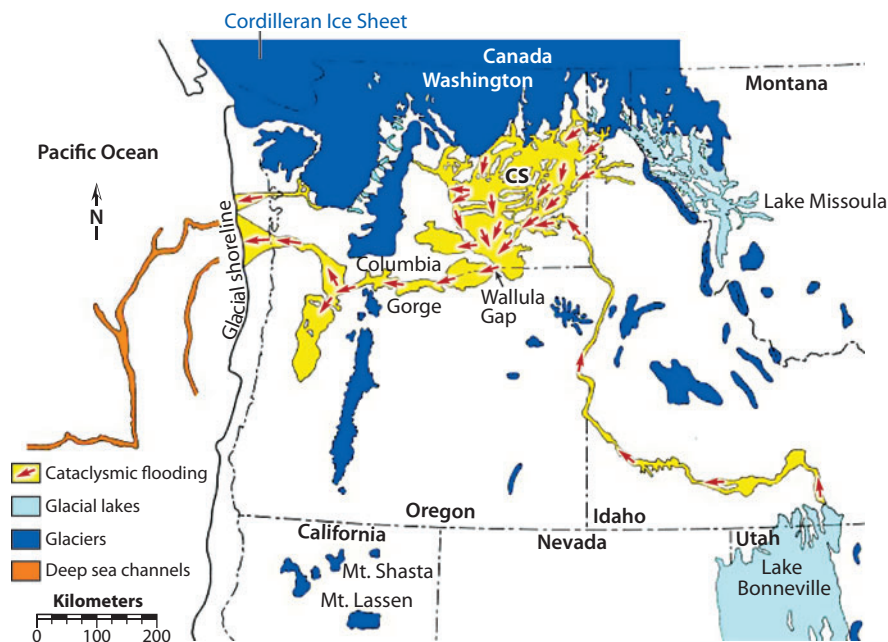 Cordilleran Ice Sheet
Canada
Washington
Montana
Pacific Ocean
N
CS
Lake Missoula
Glacial shoreline
Columbia
Gorge
Wallula
Gap
Cataclysmic flooding
Glacial lakes
Glaciers
Deep sea channels
Oregon
Idaho
California
Nevada
Utah
Mt. Shasta
Mt. Lassen
Lake
Bonneville
Kilometers
0 100 200